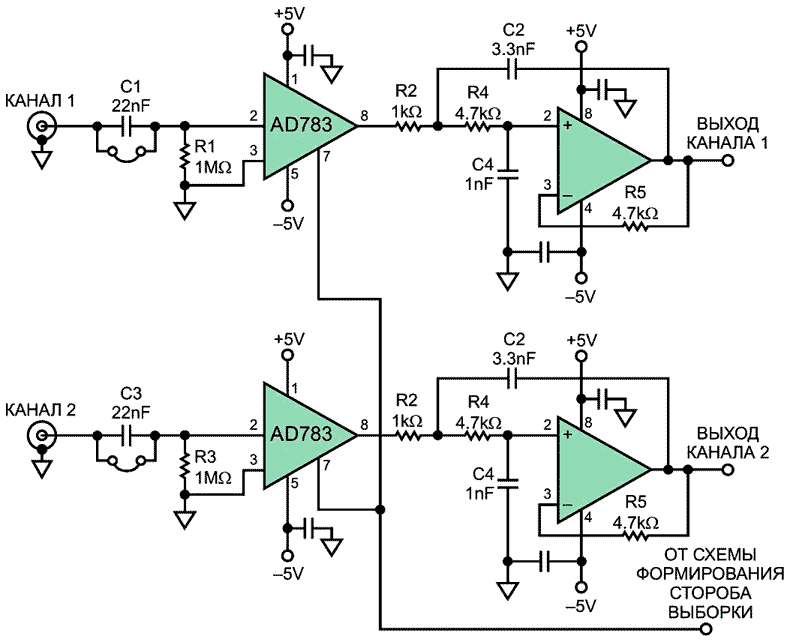 +5V
C2
3.3nF
+5V
КАНАЛ 1
C1
22nF
1
R2
1kΩ
R4
4.7kΩ
8
ВЫХОД
КАНАЛА 1
2
AD783
8
2
+
R1
1MΩ
3
7
C4
1nF
3
–
R5
4.7kΩ
5
4
–5V
–5V
+5V
C2
3.3nF
+5V
КАНАЛ 2
C3
22nF
1
R2
1kΩ
R4
4.7kΩ
8
ВЫХОД
КАНАЛА 2
2
AD783
8
2
+
R3
1MΩ
3
7
C4
1nF
3
–
R5
4.7kΩ
5
4
–5V
–5V
ОТ СХЕМЫ
ФОРМИРОВАНИЯ
СТОРОБА
ВЫБОРКИ